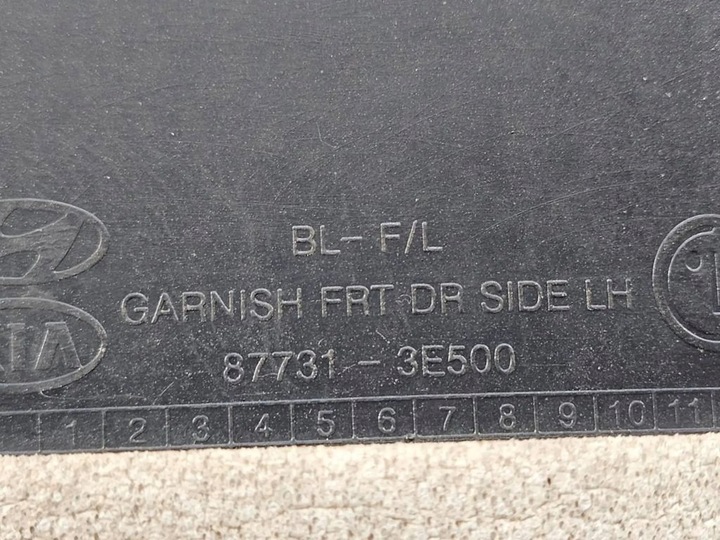 BL- F/L
GARNISH FRT DR SIDE LH
KIA
87731 - 3E500
1 2 3 4 5 6 7 8 9 10 11